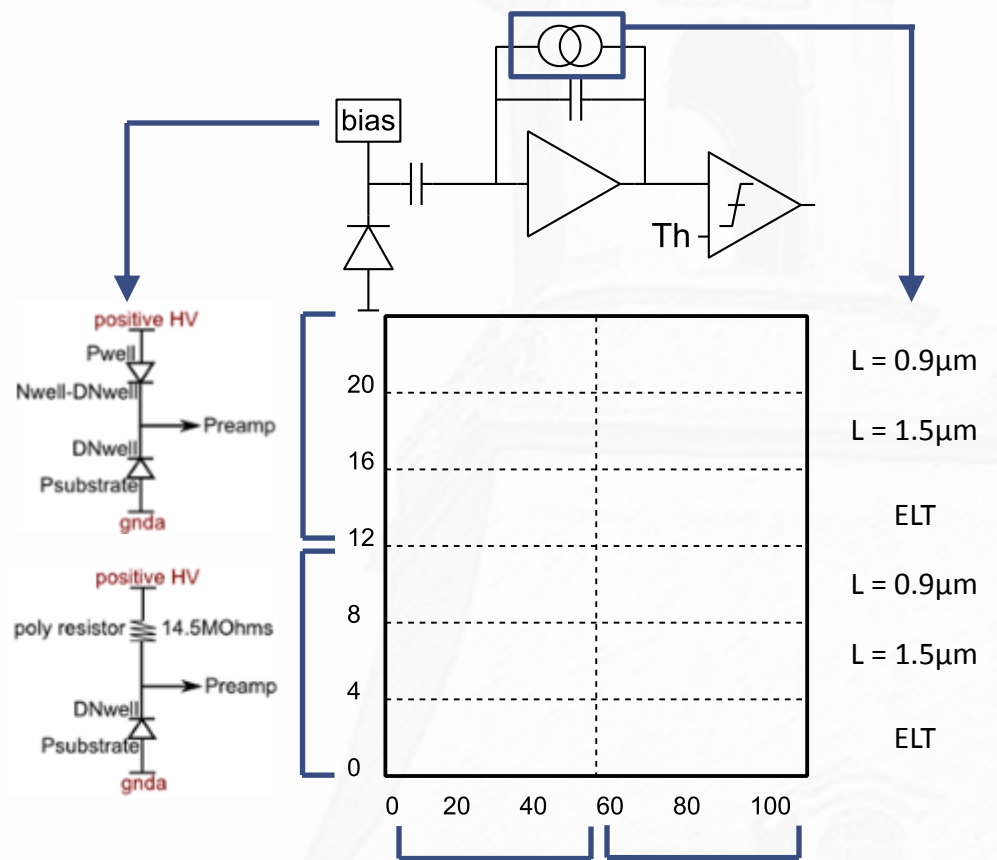 bias
Th
positive HV
Pwell
Nwell-DNwell
Preamp
DNwell
Psubstrate
gnda
positive HV
poly resistor 14.5MOhms
Preamp
DNwell
Psubstrate
gnda
20
16
12
8
4
0
0 20 40 60 80 100
L = 0.9µm
L = 1.5µm
ELT
L = 0.9µm
L = 1.5µm
ELT